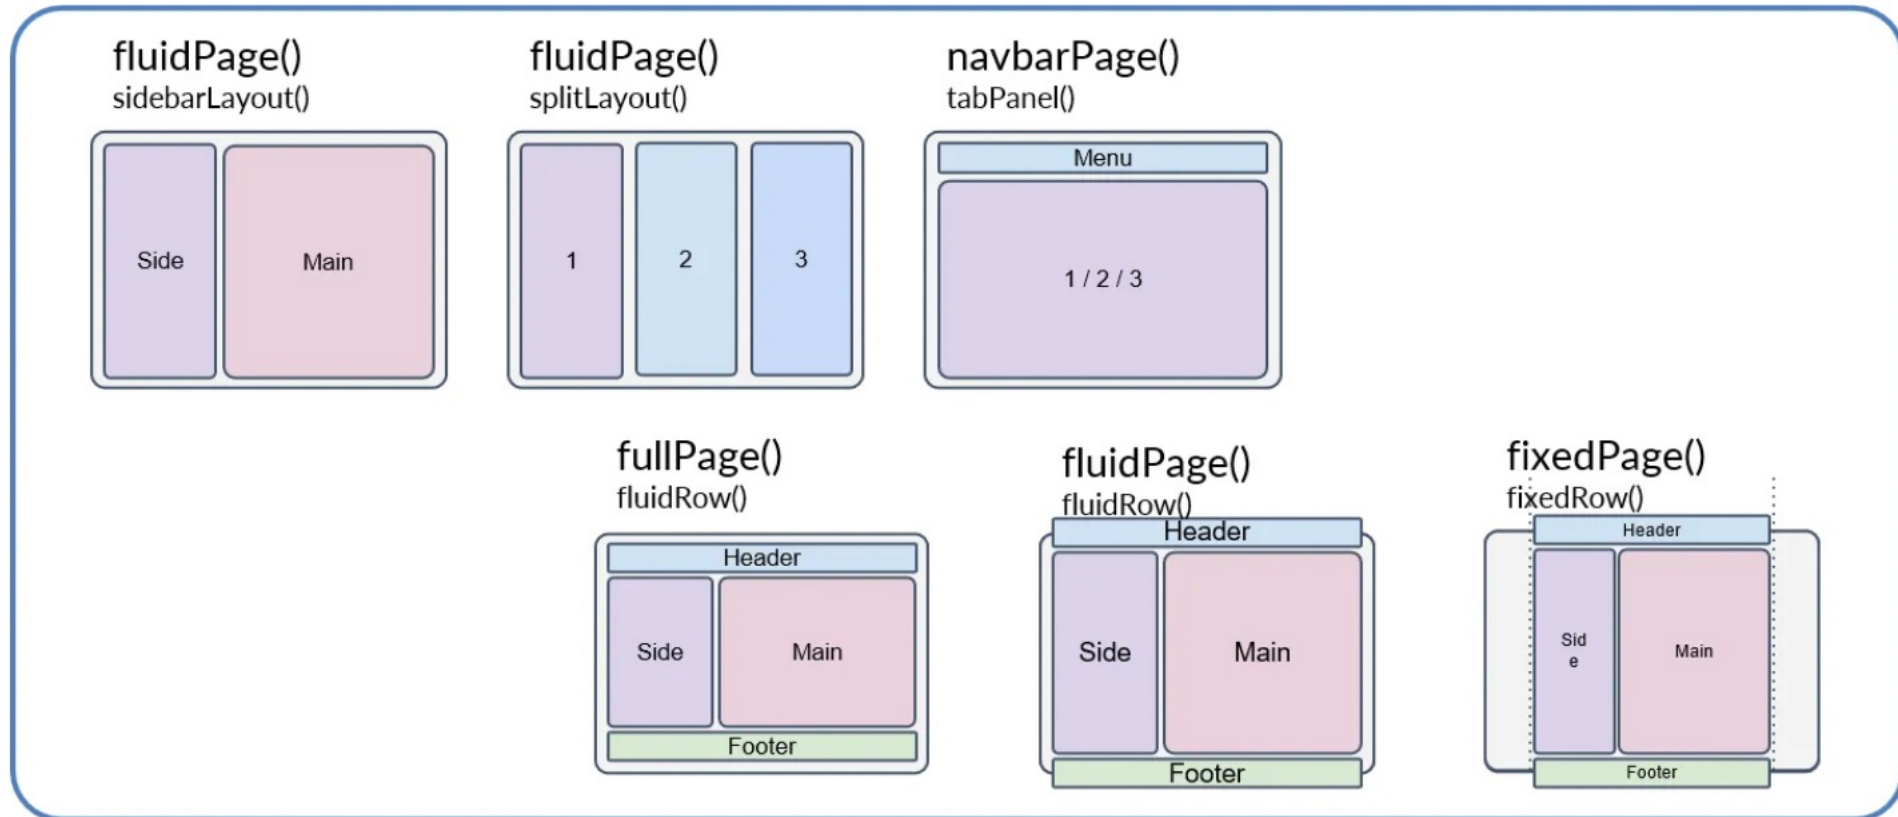 fluidPage()
sidebarLayout()
Side
Main
fluidPage()
splitLayout()
1
2
3
navbarPage()
tabPanel()
Menu
1 / 2 / 3
fullPage()
fluidRow()
Header
Side
Main
Footer
fluidPage()
fluidRow()
Header
Side
Main
Footer
fixedPage()
fixedRow()
Header
Sid
e
Main
Footer